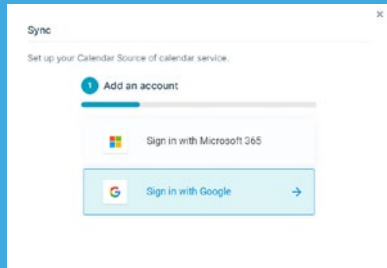 Sync
Set up your Calendar Source of calendar service.
1 Add an account
Sign in with Microsoft 365
Sign in with Google